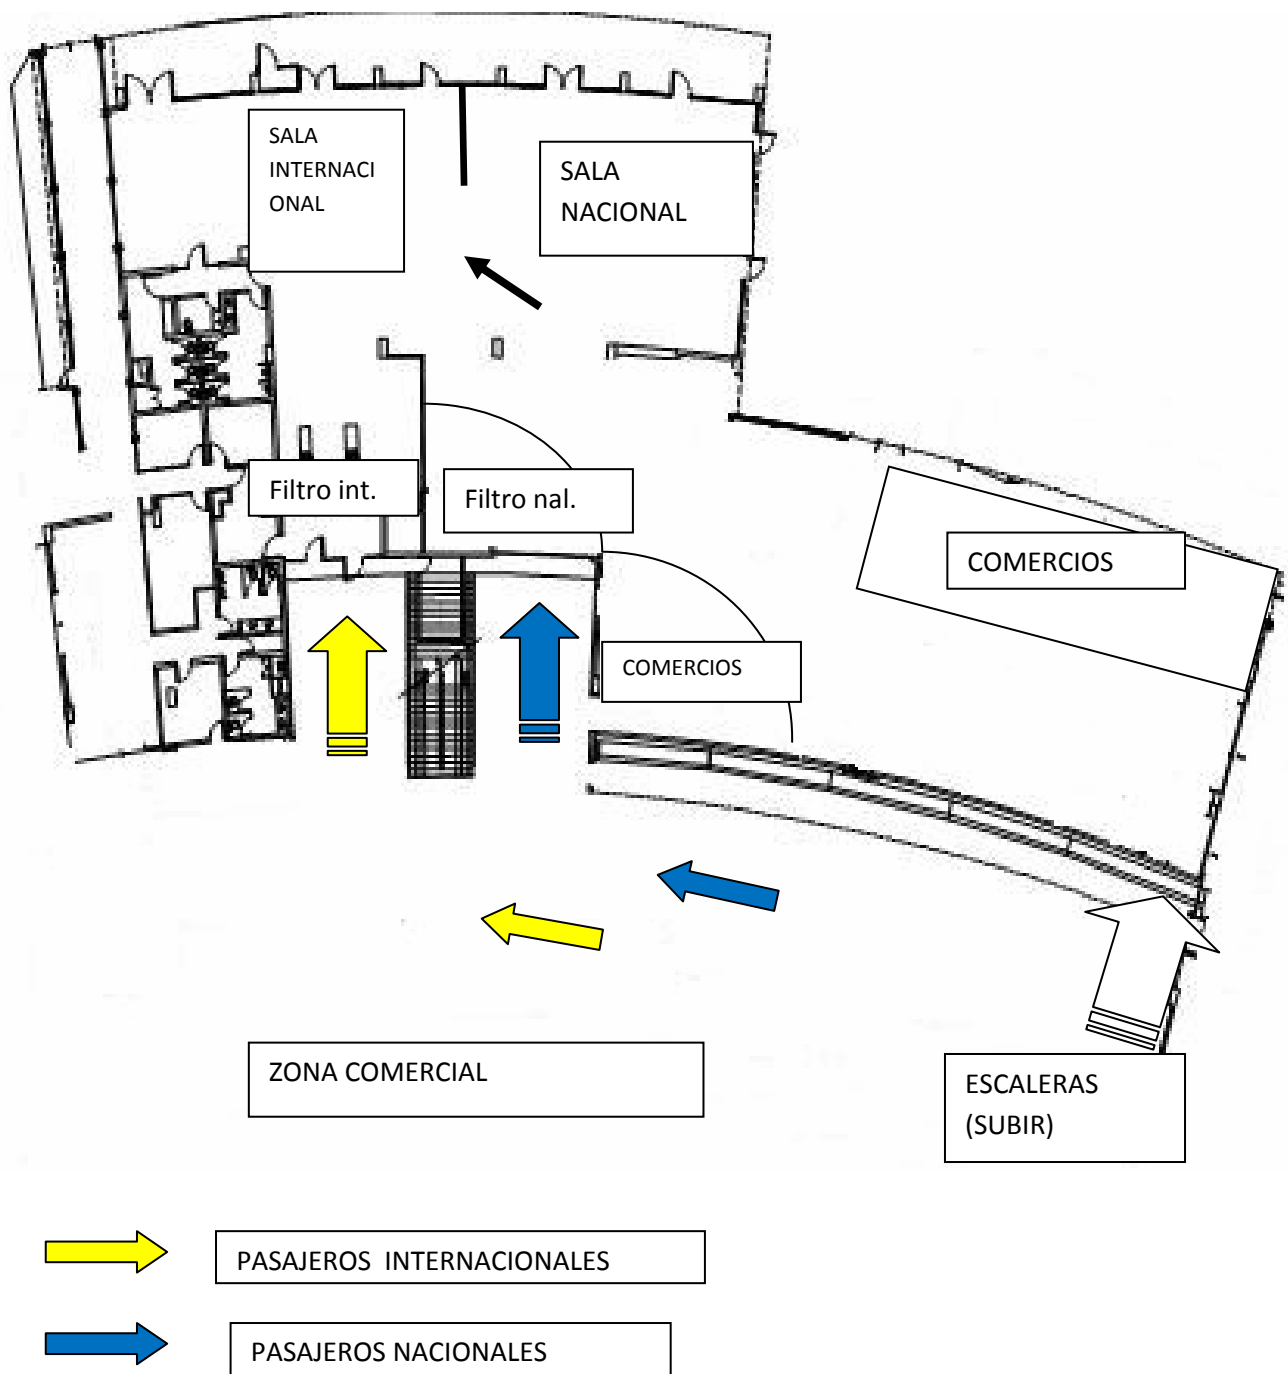 SALA
INTERNACI
ONAL
SALA
NACIONAL
Filtro int.
Filtro nal.
COMERCIOS
COMERCIOS
ZONA COMERCIAL
ESCALERAS
(SUBIR)
PASAJEROS  INTERNACIONALES
PASAJEROS NACIONALES